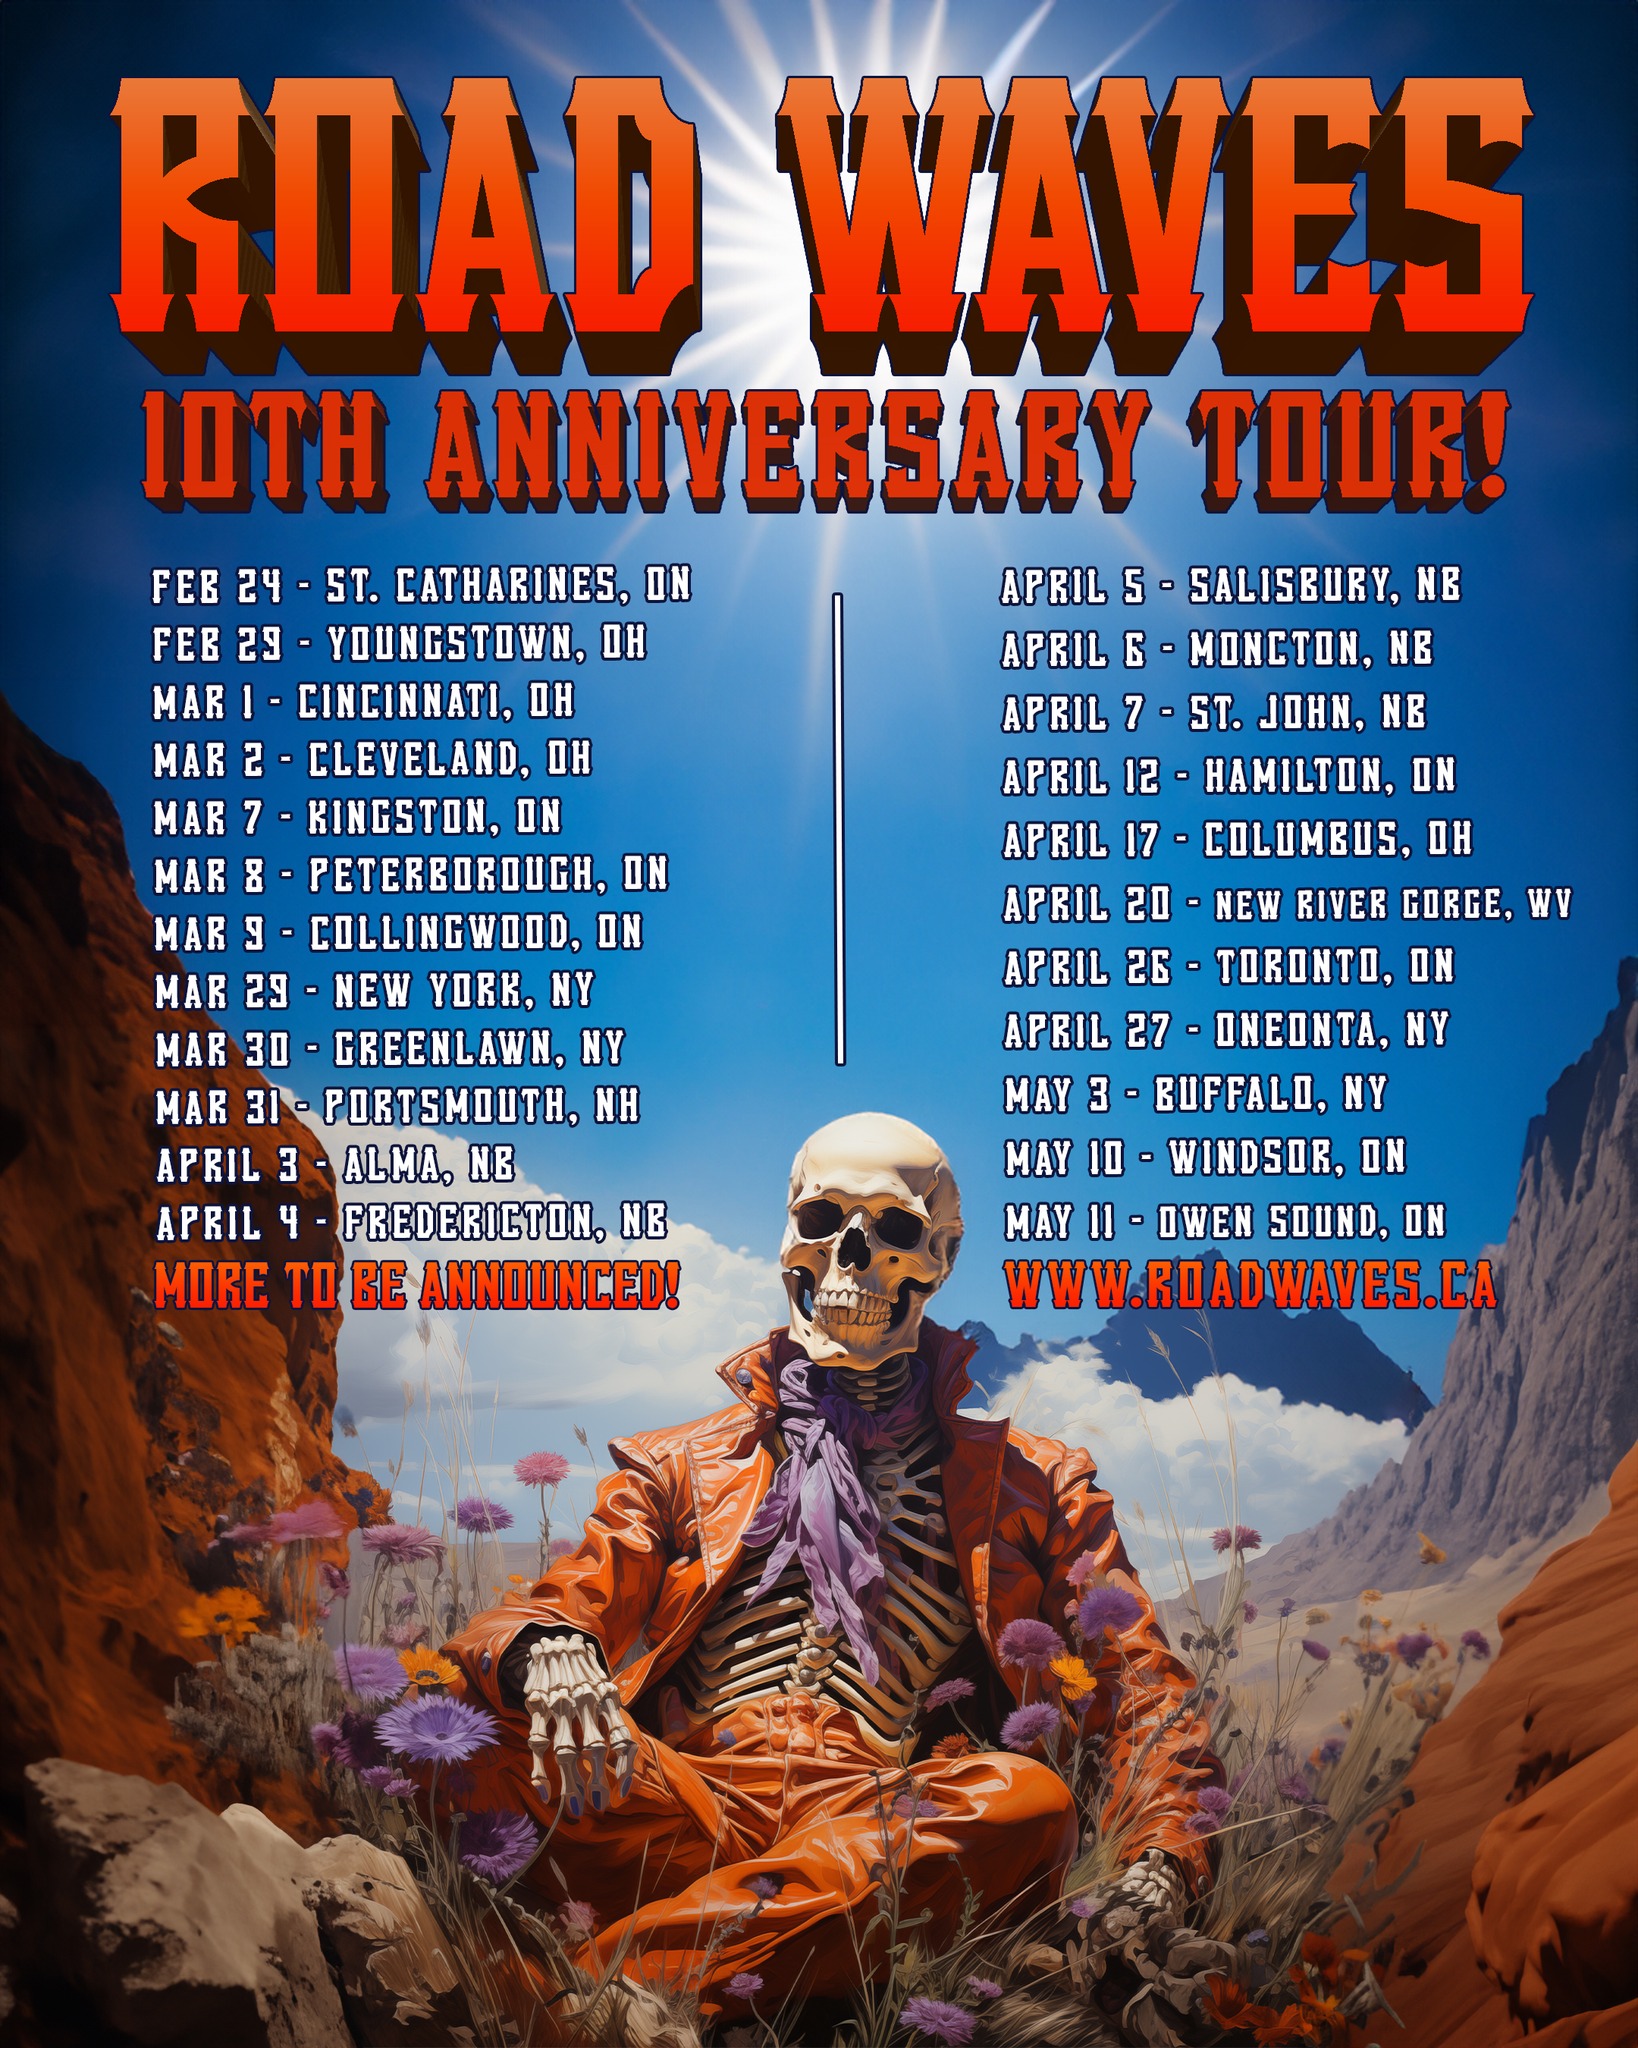 ROAD WAVES
10TH ANNIVERSARY TOUR!
FEB 24 - ST. CATHARINES, ON
FEB 29 - YOUNGSTOWN, OH
MAR 1 - CINCINNATI, OH
MAR 2 - CLEVELAND, OH
MAR 7 - KINGSTON, ON
MAR 8 - PETERBOROUGH, ON
MAR 9 - COLLINGWOOD, ON
MAR 29 - NEW YORK, NY
MAR 30 - GREENLAWN, NY
MAR 31 - PORTSMOUTH, NH
APRIL 3 - ALMA, NB
APRIL 4 - FREDERICTON, NB
MORE TO BE ANNOUNCED!
APRIL 5 - SALISBURY, NB
APRIL 6 - MONCTON, NB
APRIL 7 - ST. JOHN, NB
APRIL 12 - HAMILTON, ON
APRIL 17 - COLUMBUS, OH
APRIL 20 - NEW RIVER GORGE, WV
APRIL 26 - TORONTO, ON
APRIL 27 - ONEONTA, NY
MAY 3 - BUFFALO, NY
MAY 10 - WINDSOR, ON
MAY 11 - OWEN SOUND, ON
WWW.ROADWAVES.CA